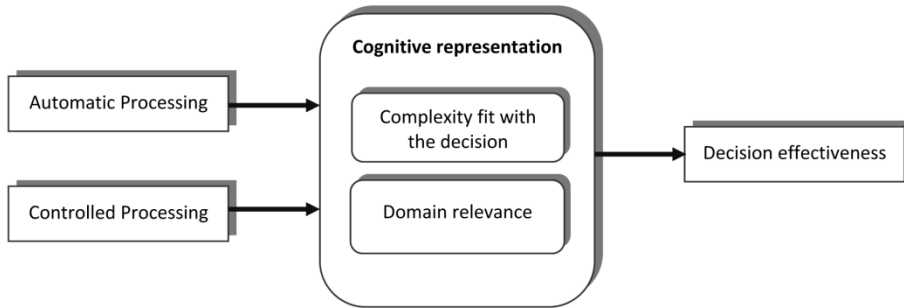 Cognitive representation
Automatic Processing
Complexity fit with
the decision
Decision effectiveness
Controlled Processing
Domain relevance